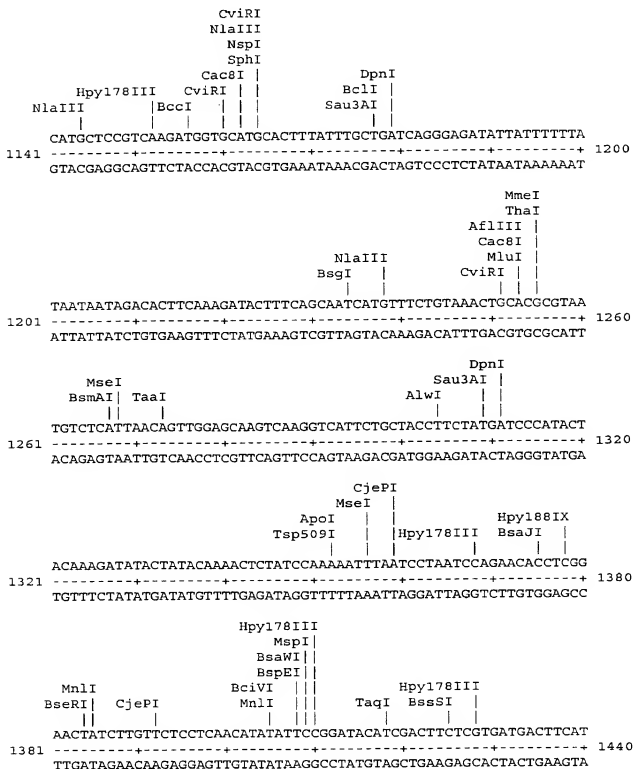 CviRI
NlaIII
NspI
SphI
Cac8I DpnI
Hpy178III CviRI BclI
NlaIII BccI Sau3AI
CATGCTCCGTCAAGATGGTGCATGCACTTTATTTGCTGATCAGGGAGATATTATTTTTTA
1141 ---------+---------+---------+---------+---------+---------+ 1200
GTACGAGGCAGTTCTACCACGTACGTGAAATAAACGACTAGTCCCTCTATAATAAAAAAT
MmeI
ThaI
AflIII
Cac8I
NlaIII MluI
BsgI CviRI
TAATAATAGACACTTCAAAGATACTTTCAGCAATCATGTTTCTGTAAACTGCACGCGTAA
1201 ---------+---------+---------+---------+---------+---------+ 1260
ATTATTATCTGTGAAGTTTCTATGAAAGTCGTTAGTACAAAGACATTTGACGTGCGCATT
DpnI
MseI Sau3AI
BsmAI TaaI AlwI
TGTCTCATTAACAGTTGGAGCAAGTCAAGGTCATTCTGCTACCTTCTATGATCCCATACT
1261 ---------+---------+---------+---------+---------+---------+ 1320
ACAGAGTAATTGTCAACCTCGTTCAGTTCCAGTAAGACGATGGAAGATACTAGGGTATGA
CjePI
MseI
ApoI Hpy188IX
Tsp509I Hpy178III BsaJI
ACAAAGATATACTATACAAAACTCTATCCAAAAATTTAATCCTAATCCAGAACACCTCGG
1321 ---------+---------+---------+---------+---------+---------+ 1380
TGTTTCTATATGATATGTTTTGAGATAGGTTTTTAAATTAGGATTAGGTCTTGTGGAGCC
Hpy178III
MspI
BsaWI
BspEI
MnlI BciVI Hpy178III
BseRI CjePI MnlI TaqI BssSI
AACTATCTTGTTCTCCTCAACATATATTCCGGATACATCGACTTCTCGTGATGACTTCAT
1381 ---------+---------+---------+---------+---------+---------+ 1440
TTGATAGAACAAGAGGAGTTGTATATAAGGCCTATGTAGCTGAAGAGCACTACTGAAGTA